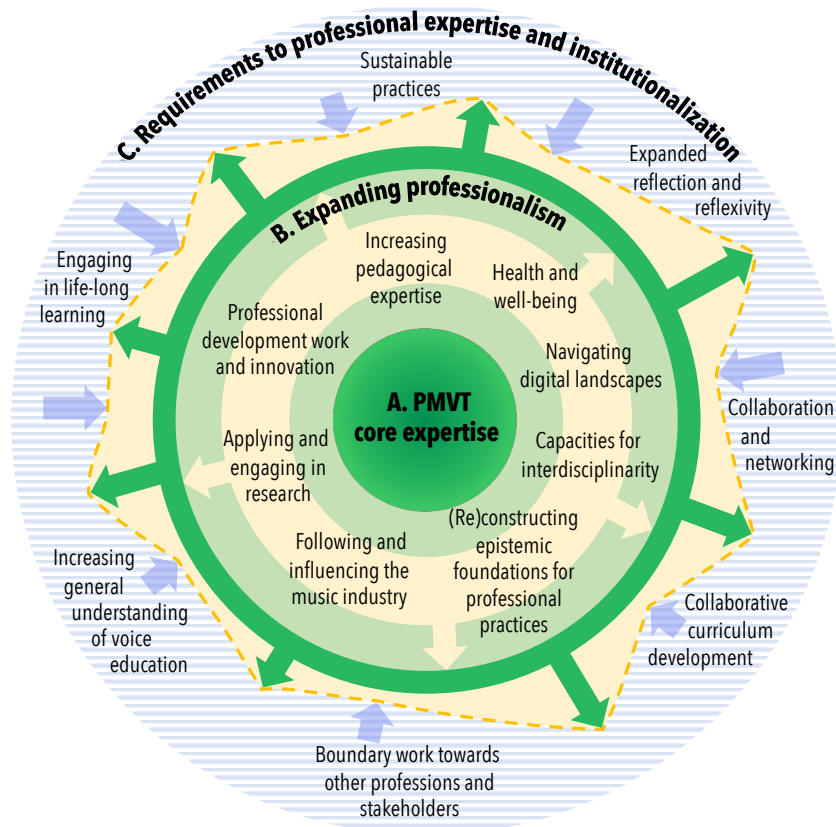 C. Requirements to professional expertise and institutionalization
Sustainable
practices
Expanded
reflection and
reflexivity
B. Expanding professionalism
Increasing
pedagogical
expertise
Health and
well-being
Engaging
in life-long
learning
Professional
development work
and innovation
Navigating
digital landscapes
A. PMVT
core expertise
Collaboration
and
networking
Applying and
engaging in
research
Capacities for
interdisciplinarity
(Re)constructing
epistemic
foundations for
professional
practices
Following and
influencing the
music industry
Increasing
general
understanding
of voice
education
Collaborative
curriculum
development
Boundary work towards
other professions and
stakeholders